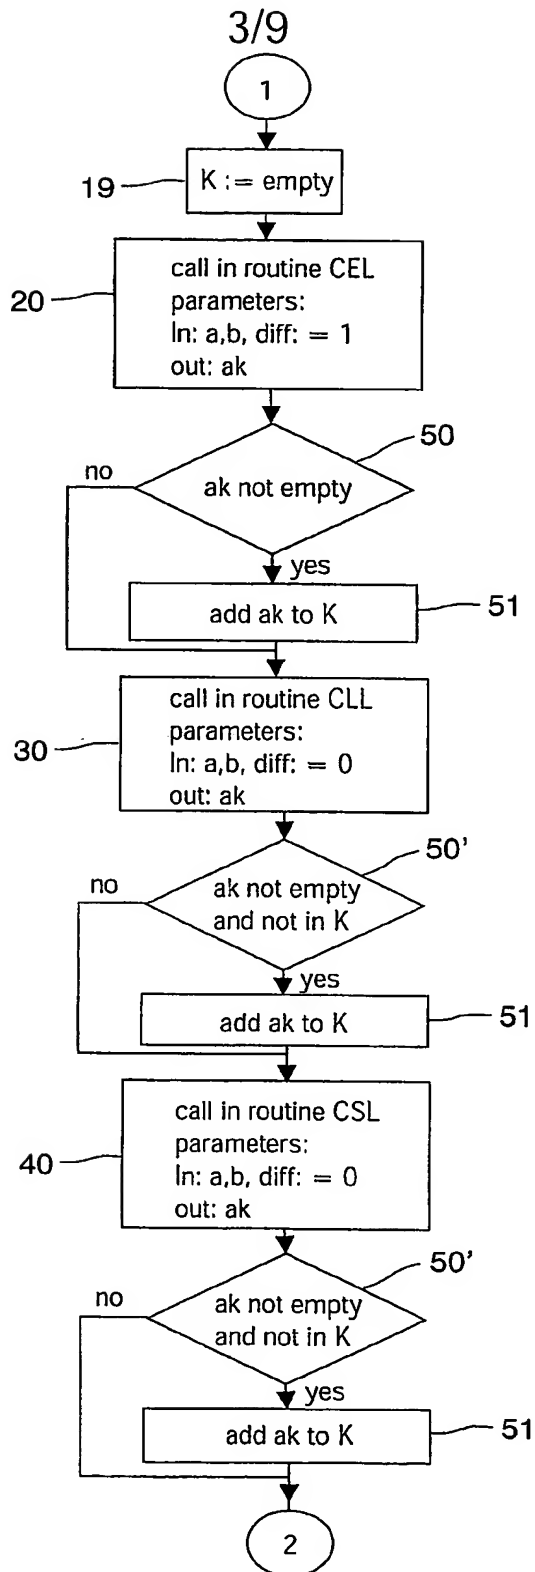 3/9
1
19
K := empty
20
call in routine CEL
parameters:
In: a,b, diff: = 1
out: ak
50
no
ak not empty
yes
add ak to K
51
30
call in routine CLL
parameters:
In: a,b, diff: = 0
out: ak
50'
no
ak not empty
and not in K
yes
add ak to K
51
40
call in routine CSL
parameters:
In: a,b, diff: = 0
out: ak
50'
no
ak not empty
and not in K
yes
add ak to K
51
2